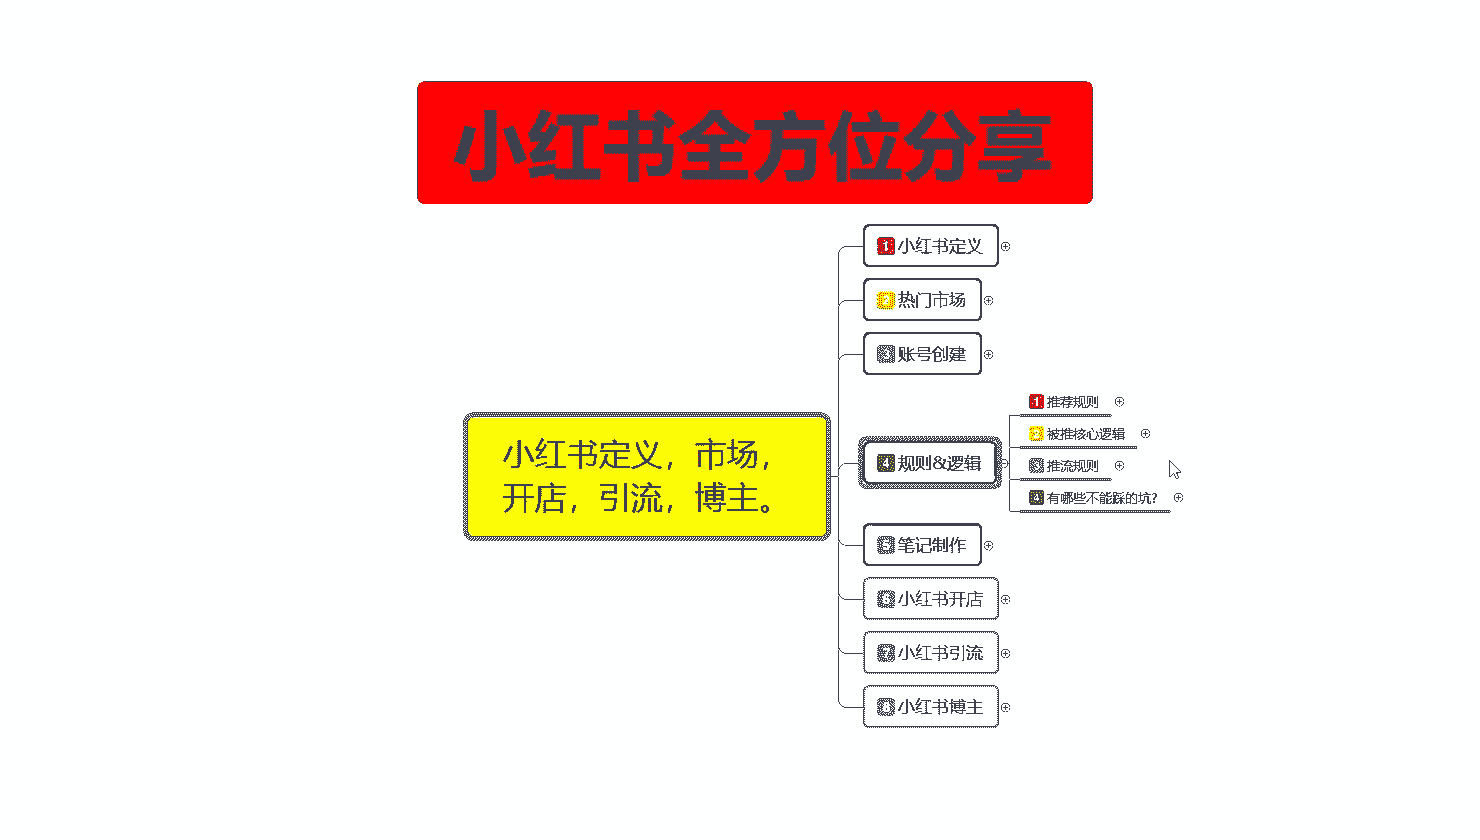 小红书全方位分享
小红书定义，市场，
开店，引流，博主。
1 小红书定义
2 热门市场
3 账号创建
4 规则&逻辑
1 推荐规则
2 被推核心逻辑
3 推流规则
4 有哪些不能踩的坑?
5 笔记制作
6 小红书开店
7 小红书引流
8 小红书博主